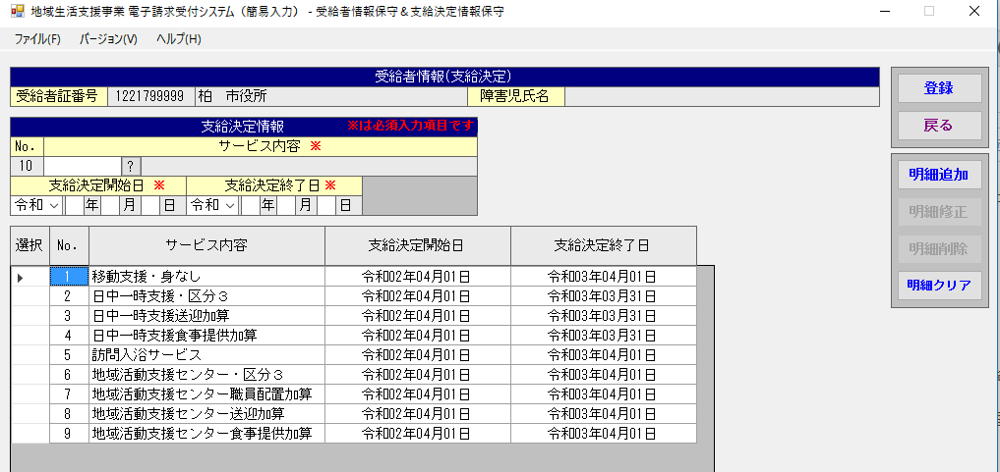 地域生活支援事業 電子請求受付システム（簡易入力） - 受給者情報保守＆支給決定情報保守
ファイル(F) バージョン(V) ヘルプ(H)
受給者情報(支給決定)
受給者証番号 1221799999 柏　市役所 障害児氏名
登録
戻る
支給決定情報 ※は必須入力項目です
No. サービス内容 ※
10 ?
支給決定開始日 ※ 支給決定終了日 ※
令和 年 月 日 令和 年 月 日
明細追加
明細修正
明細削除
明細クリア
選択 No. サービス内容 支給決定開始日 支給決定終了日
1 移動支援・身なし 令和02年04月01日 令和03年03月31日
2 日中一時支援・区分３ 令和02年04月01日 令和03年03月31日
3 日中一時支援送迎加算 令和02年04月01日 令和03年03月31日
4 日中一時支援食事提供加算 令和02年04月01日 令和03年03月31日
5 訪問入浴サービス 令和02年04月01日 令和03年04月01日
6 地域活動支援センター・区分３ 令和02年04月01日 令和03年04月01日
7 地域活動支援センター職員配置加算 令和02年04月01日 令和03年04月01日
8 地域活動支援センター送迎加算 令和02年04月01日 令和03年04月01日
9 地域活動支援センター食事提供加算 令和02年04月01日 令和03年04月01日